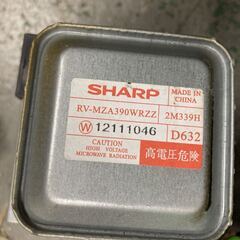 SHARP
MADE IN
CHINA
RV-MZA390WRZZ
2M339H
W 12111046
D632
CAUTION
HIGH VOLTAGE
MICROWAVE RADIATION
高電圧危険